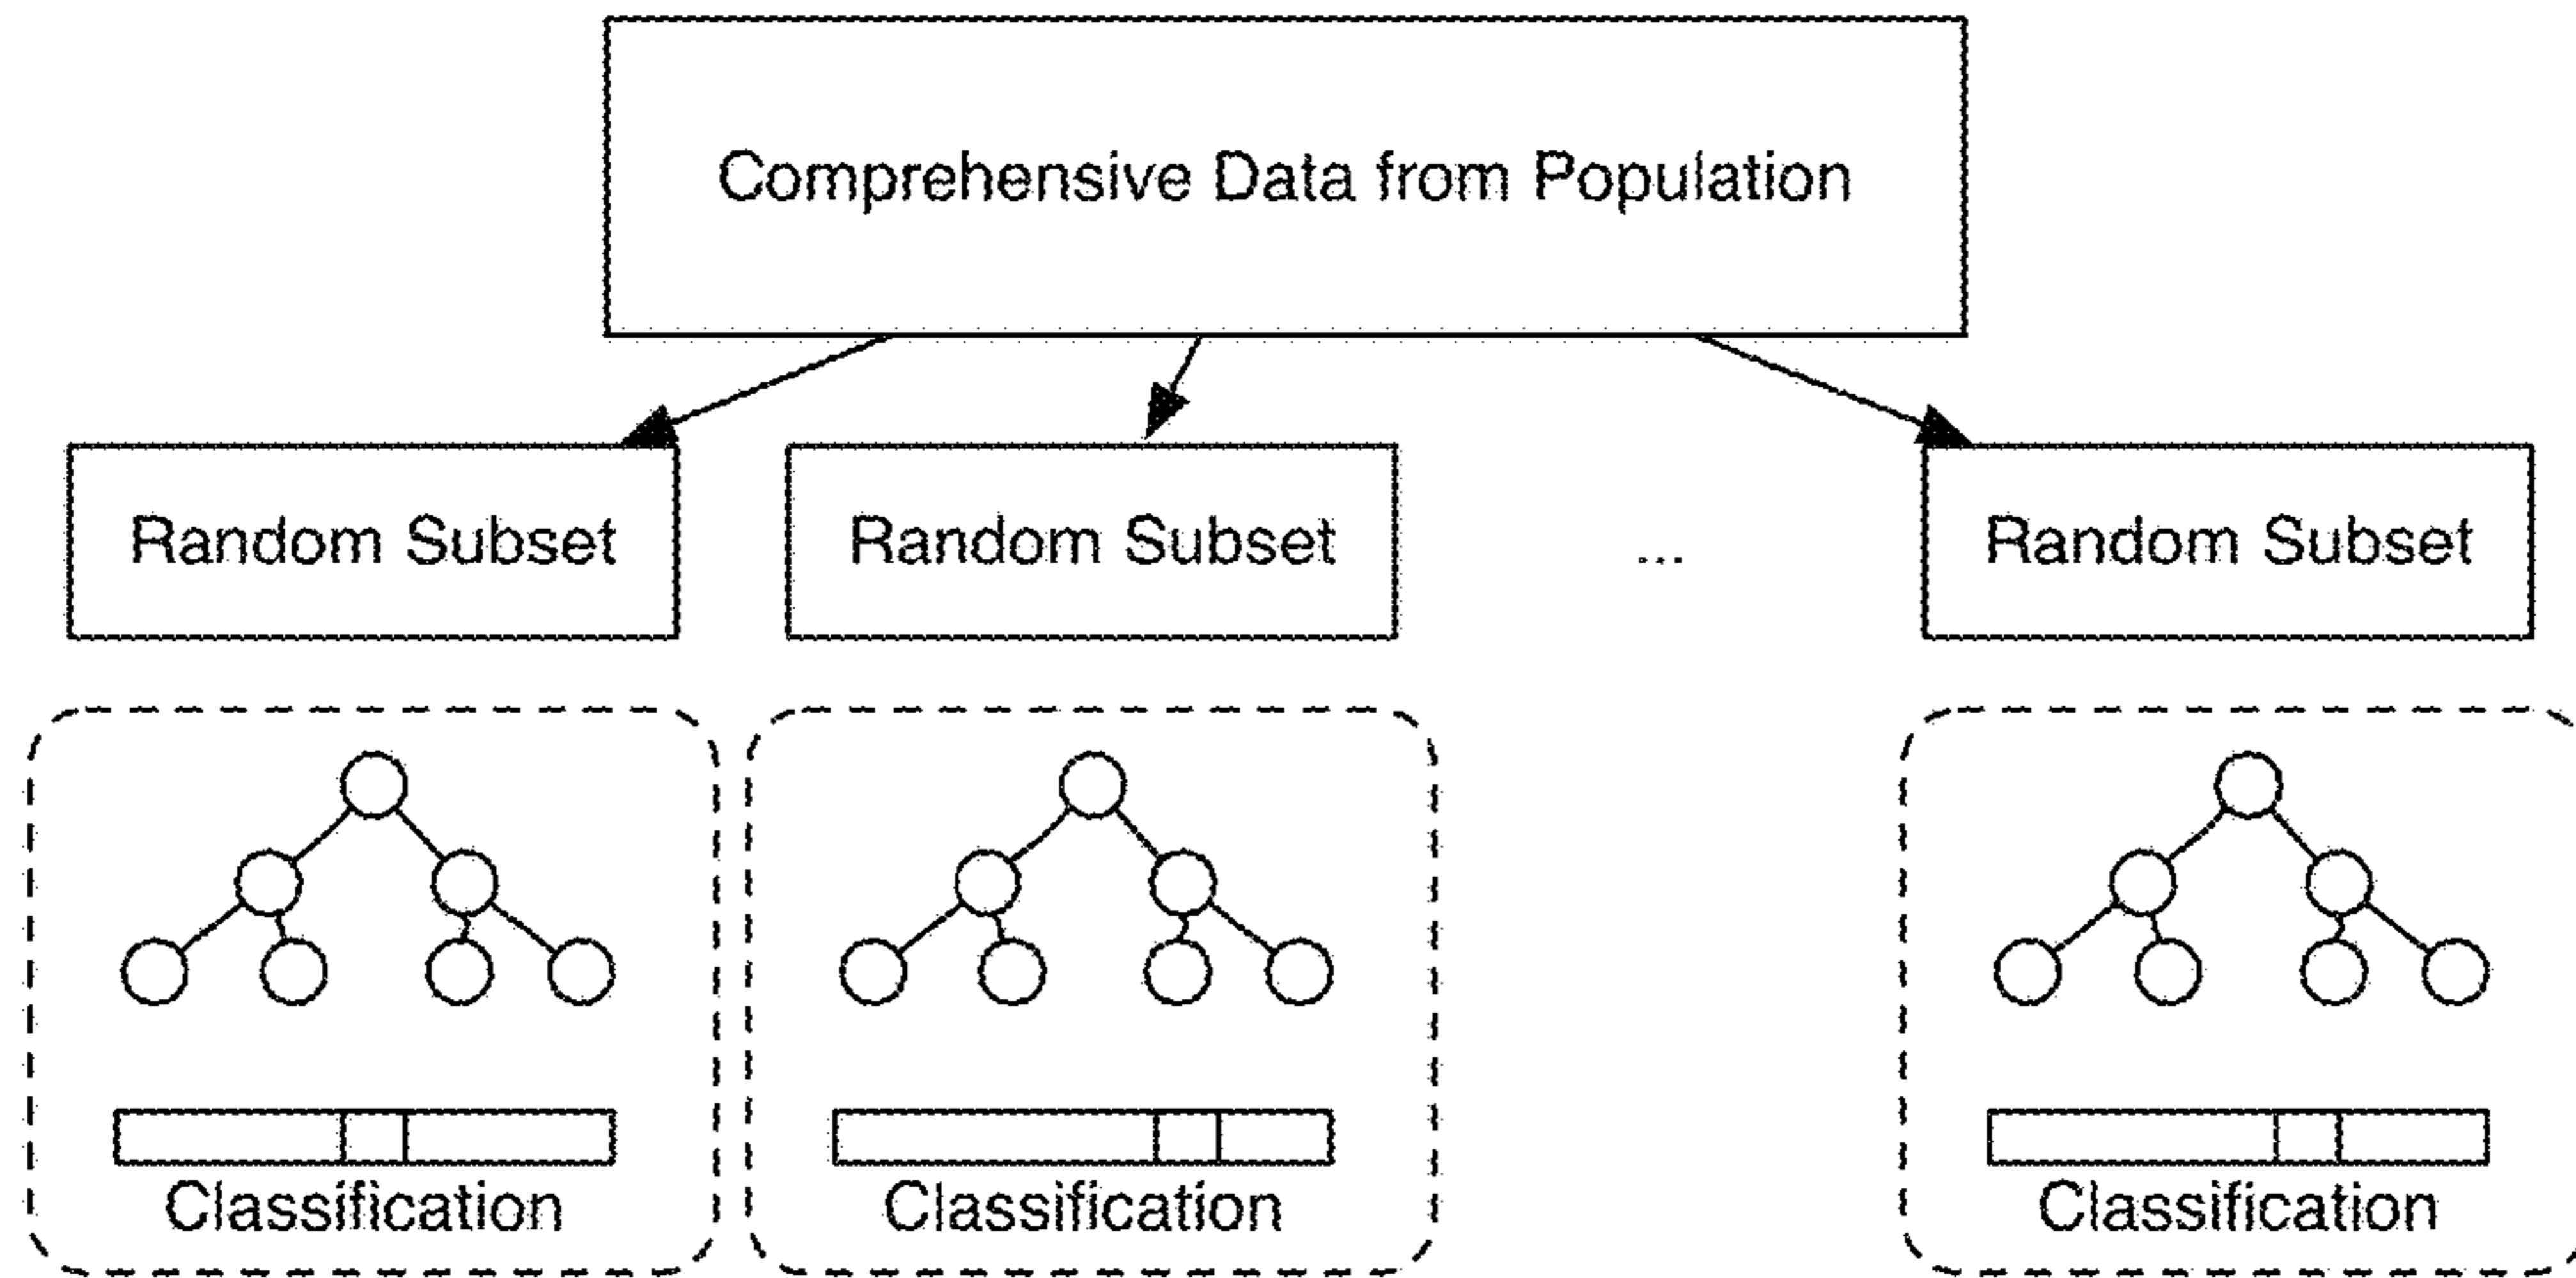 Comprehensive Data from Population
Random Subset
Random Subset
...
Random Subset
Classification
Classification
Classification